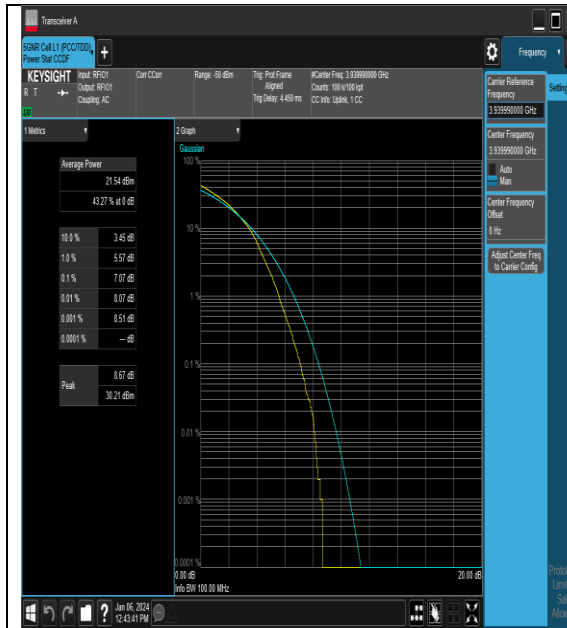 Transceiver A
5GNR Cell L1 (PCC/TDD),
Power Stat CCDF
Frequency
KEYSIGHT
R T
Input: RFIO1
Output: RFIO1
Coupling: AC
Corr CCorr
Range: -50 dBm
Trig: Prot Frame
Aligned
Trig Delay: 4.450 ms
#Center Freq: 3.939990000 GHz
Counts: 100 k/100 kpt
CC Info: Uplink, 1 CC
1 Metrics
Average Power
21.54 dBm
43.27 % at 0 dB
10.0 % 3.45 dB
1.0 % 5.57 dB
0.1 % 7.07 dB
0.01 % 8.07 dB
0.001 % 8.51 dB
0.0001 % --- dB
Peak
8.67 dB
30.21 dBm
2 Graph
Gaussian
100 %
10 %
1 %
0.1 %
0.01 %
0.001 %
0.0001 %
0.00 dB
20.00 dB
Info BW 100.00 MHz
Carrier Reference
Frequency
3.939990000 GHz
Center Frequency
3.939990000 GHz
Auto
Man
Center Frequency
Offset
0 Hz
Adjust Center Freq
to Carrier Config
Setting
Protot
Limit
Sal
Allow
Jan 06, 2024
12:43:41 PM